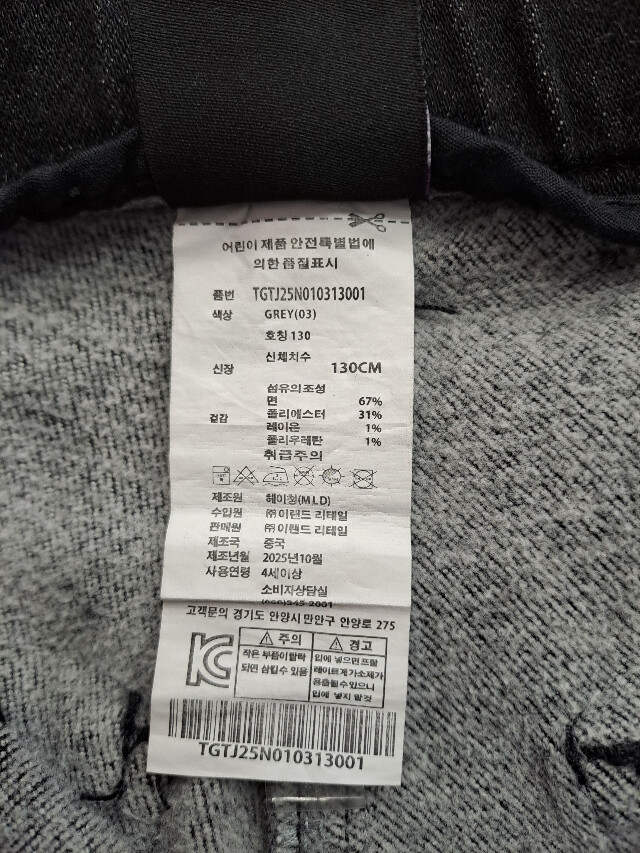 어린이 제품 안전특별법에
의한 품질표시
품번 TGTJ25N010313001
색상 GREY(03)
호칭 130
신체치수
신장 130CM
섬유의조성
면 67%
겉감 폴리에스터 31%
레이온 1%
폴리우레탄 1%
취급주의
제조원 헤이청(MLD)
수입원 ㈜이랜드 리테일
판매원 ㈜이랜드 리테일
제조국 중국
제조년월 2025년10월
사용연령 4세이상
소비자상담실
고객문의 경기도 안양시만안구 안양로 275
KC
주의
작은 부품이탈락
되면 삼킬수 있음
경고
입에 넣으면프탈
레이트계가소제가
용출될수있으니
입에 넣지 말것
TGTJ25N010313001